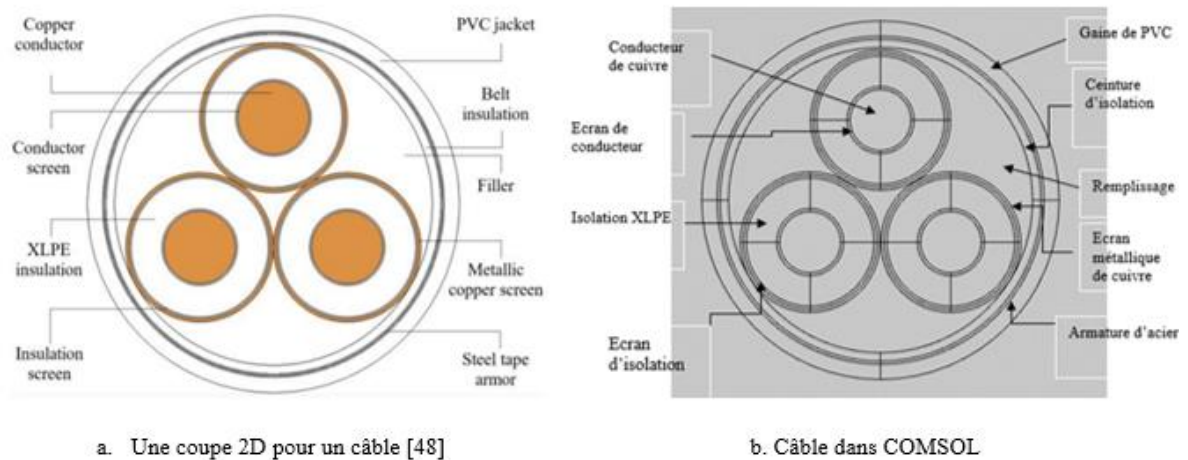 Copper
conductor
Conductor
screen
XLPE
insulation
Insulation
screen
PVC jacket
Belt
insulation
Filler
Metallic
copper screen
Steel tape
armor
Conducteur
de cuivre
Ecran de
conducteur
Isolation XLPE
Ecran
d’isolation
Gaine de PVC
Ceinture
d’isolation
Remplissage
Ecran
métallique
de cuivre
Armature d’acier
a. Une coupe 2D pour un câble [48]
b. Câble dans COMSOL